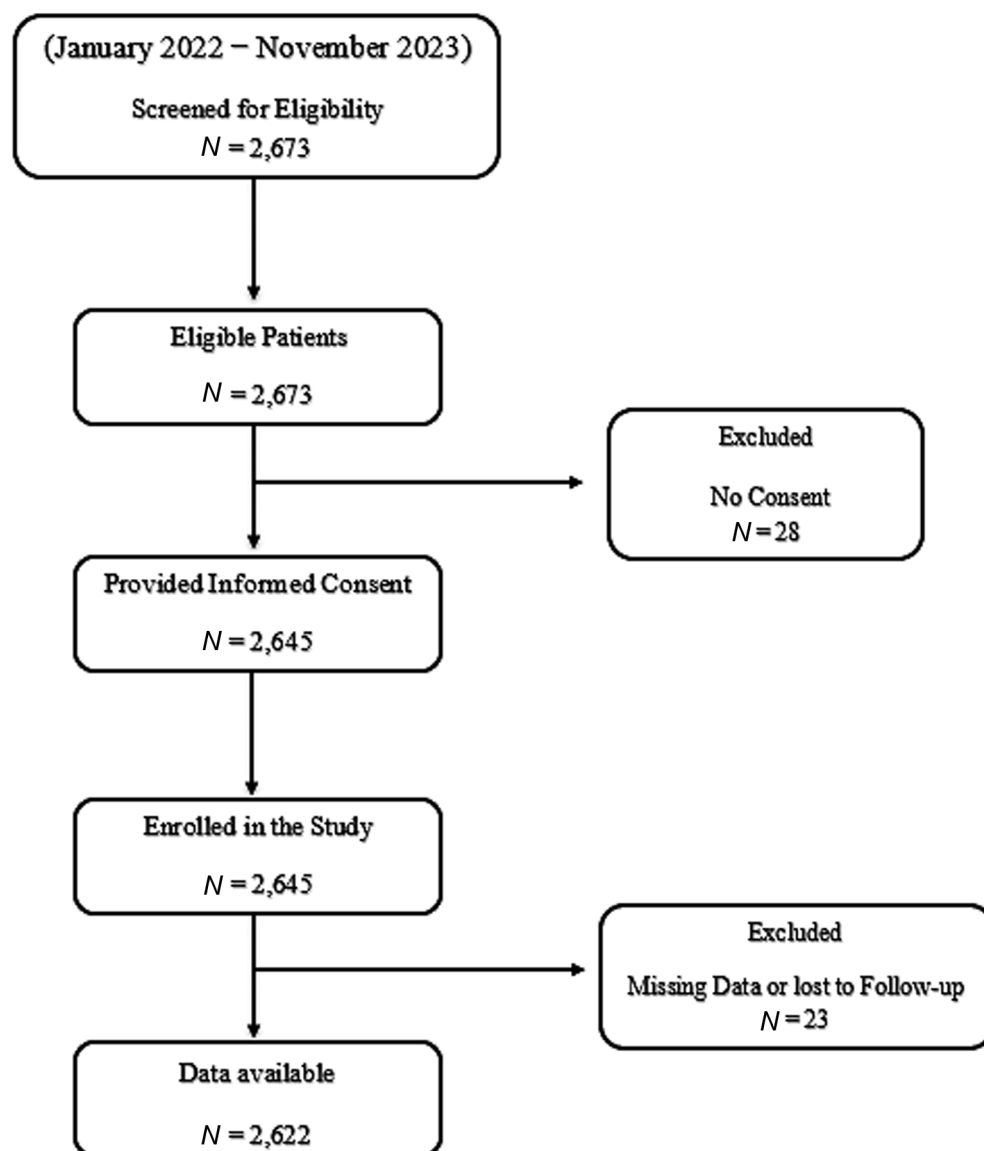 (January 2022 − November 2023)
Screened for Eligibility
N = 2,673
Eligible Patients
N = 2,673
Excluded
No Consent
N = 28
Provided Informed Consent
N = 2,645
Enrolled in the Study
N = 2,645
Excluded
Missing Data or lost to Follow-up
N = 23
Data available
N = 2,622